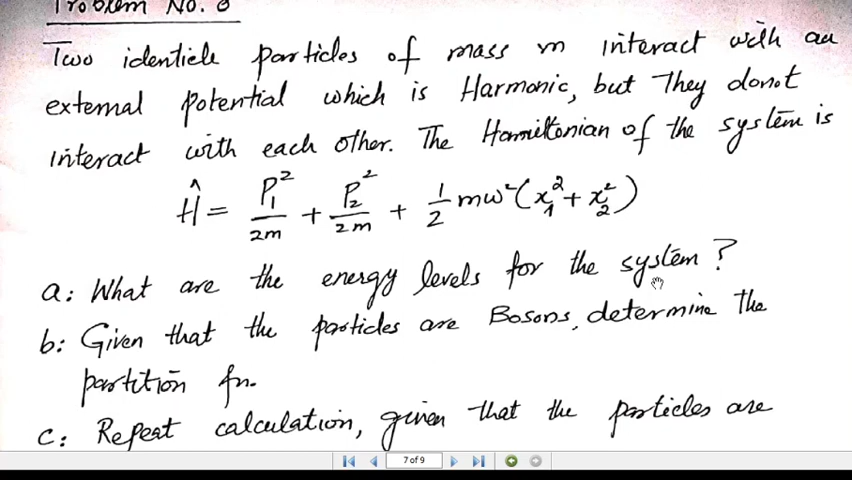 Problem No. 8
Two identicle particles of mass m interact with an
external potential which is Harmonic, but They donot
interact with each other. The Hamiltonian of the system is
Ĥ = P₁²/2m + P₂²/2m + 1/2 mω²(x₁² + x₂²)
a: What are the energy levels for the system?
b: Given that the particles are Bosons, determine the
partition fn.
c: Repeat calculation, given that the particles are
7 of 9